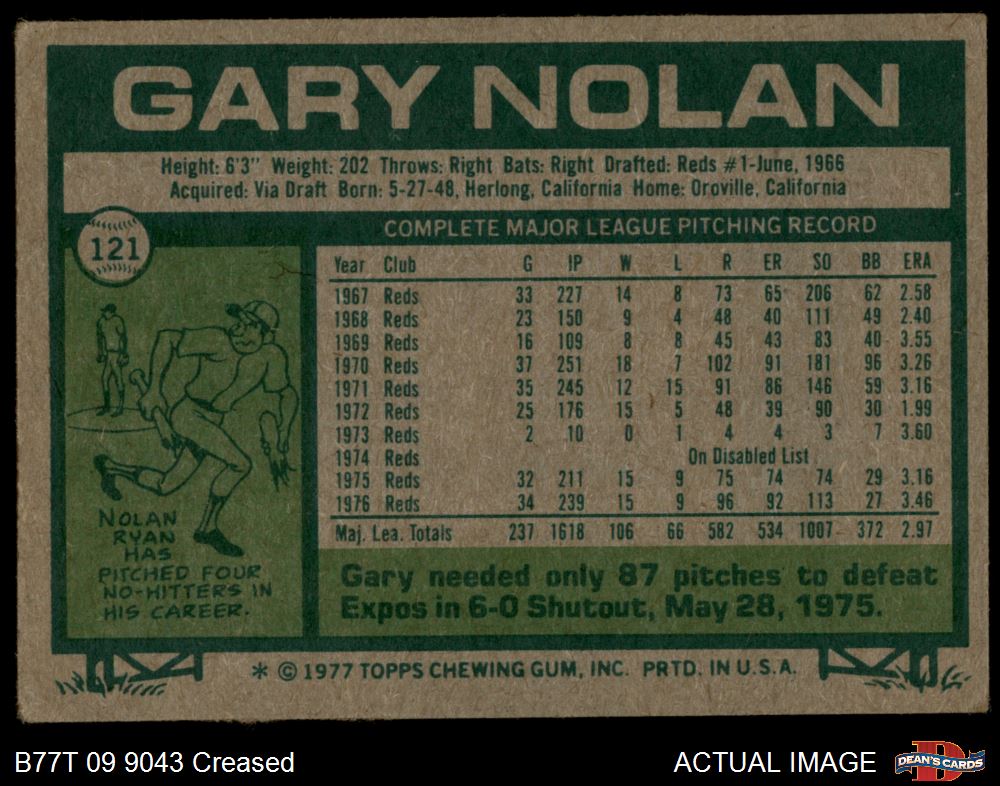 GARY NOLAN
Height: 6'3" Weight: 202 Throws: Right Bats: Right Drafted: Reds #1-June, 1966
Acquired: Via Draft Born: 5-27-48, Herlong, California Home: Oroville, California
121
COMPLETE MAJOR LEAGUE PITCHING RECORD
Year Club G IP W L R ER SO BB ERA
1967 Reds 33 227 14 8 73 65 206 62 2.58
1968 Reds 23 150 9 4 48 40 111 49 2.40
1969 Reds 16 109 8 8 45 43 83 40 3.55
1970 Reds 37 251 18 7 102 91 181 96 3.26
1971 Reds 35 245 12 15 91 86 146 59 3.16
1972 Reds 25 176 15 5 48 39 90 30 1.99
1973 Reds 2 10 0 1 4 4 3 7 3.60
1974 Reds On Disabled List
1975 Reds 32 211 15 9 75 74 74 29 3.16
1976 Reds 34 239 15 9 96 92 113 27 3.46
Maj. Lea. Totals 237 1618 106 66 582 534 1007 372 2.97
NOLAN
RYAN
HAS
PITCHED FOUR
NO-HITTERS IN
HIS CAREER.
Gary needed only 87 pitches to defeat
Expos in 6-0 Shutout, May 28, 1975.
* © 1977 TOPPS CHEWING GUM, INC. PRTD. IN U.S.A.
B77T 09 9043 Creased
ACTUAL IMAGE
DEAN'S CARDS